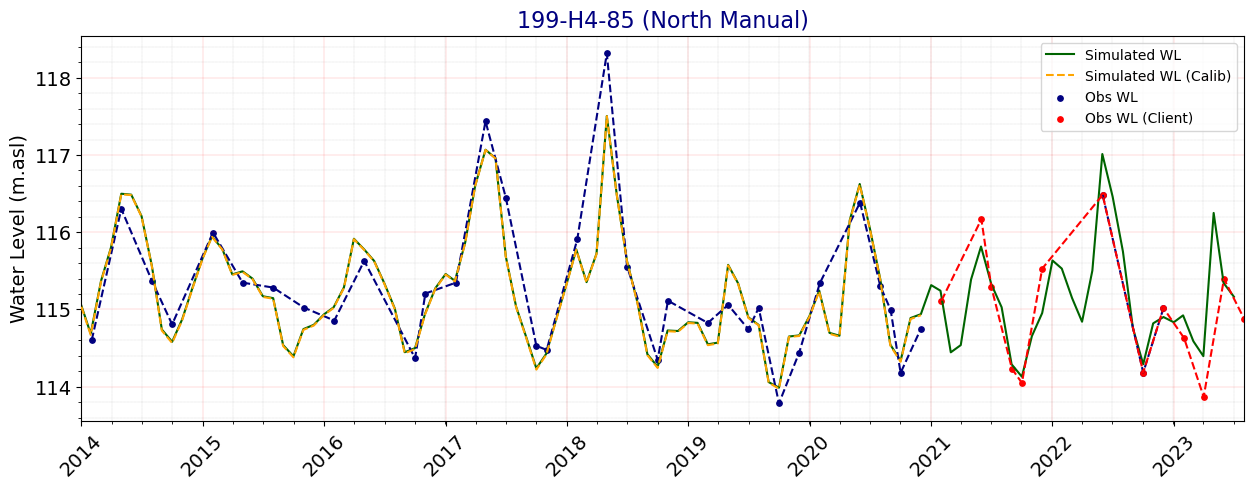 199-H4-85 (North Manual)
Water Level (m.asl)
118
117
116
115
114
Simulated WL
Simulated WL (Calib)
Obs WL
Obs WL (Client)
2014
2015
2016
2017
2018
2019
2020
2021
2022
2023